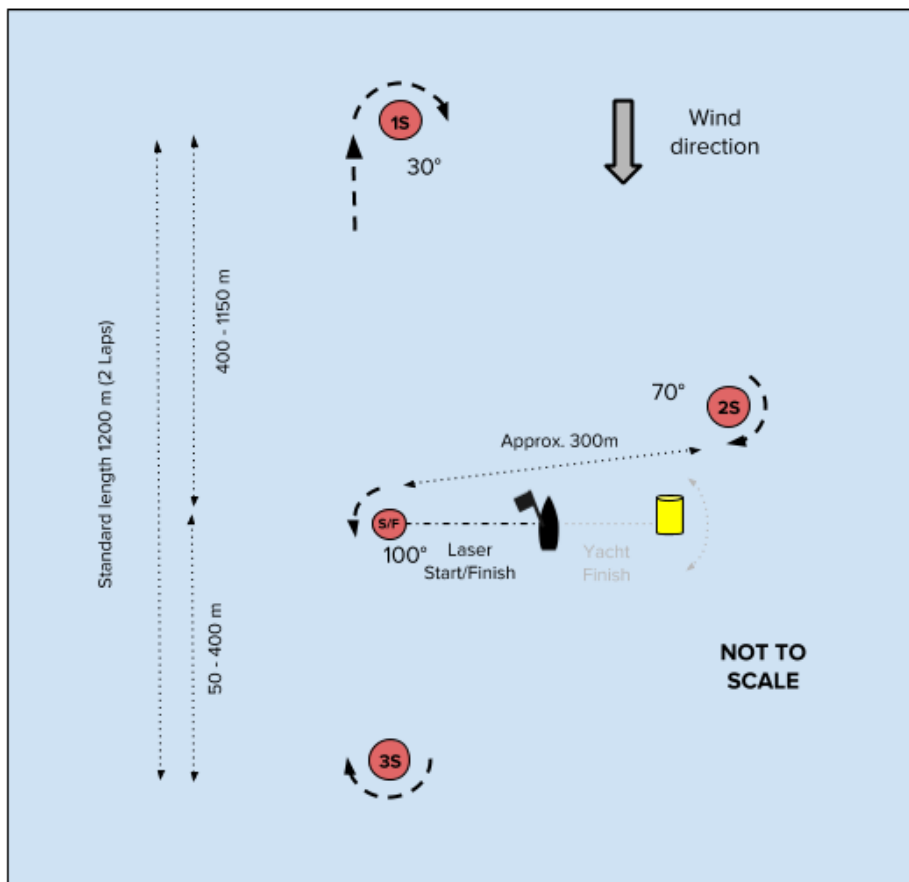 1S
30°
Wind
direction
Standard length 1200 m (2 Laps)
400 - 1150 m
70°
2S
Approx. 300m
S/F
100°
Laser
Start/Finish
Yacht
Finish
50 - 400 m
NOT TO
SCALE
3S